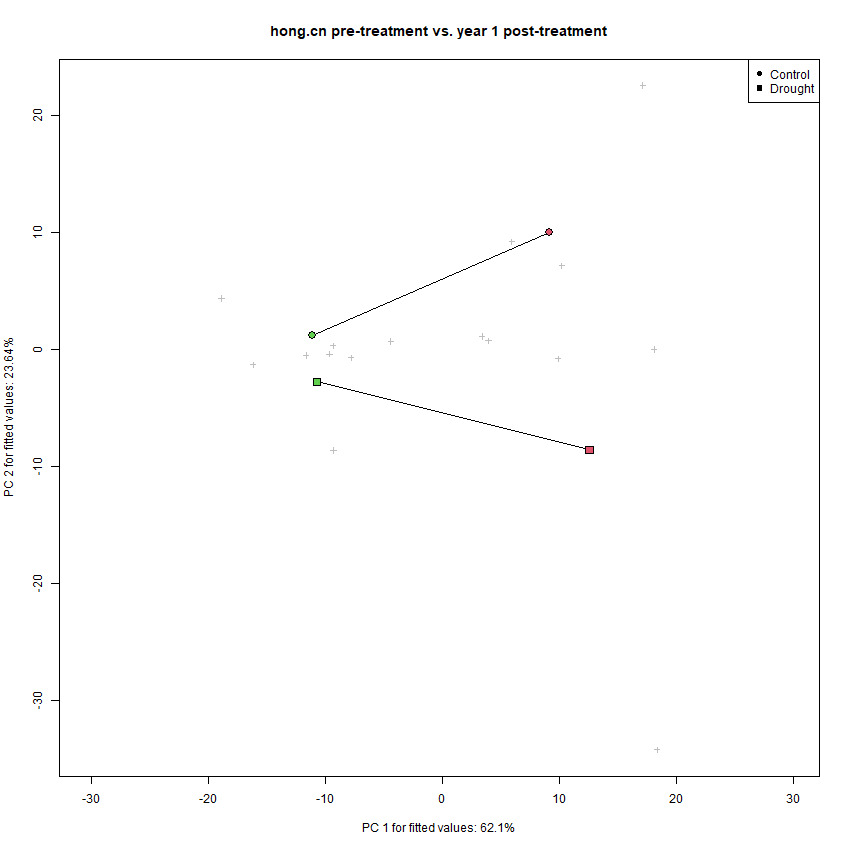 hong.cn pre-treatment vs. year 1 post-treatment
Control
Drought
20
10
0
-10
-20
-30
PC 2 for fitted values: 23.64%
-30 -20 -10 0 10 20 30
PC 1 for fitted values: 62.1%